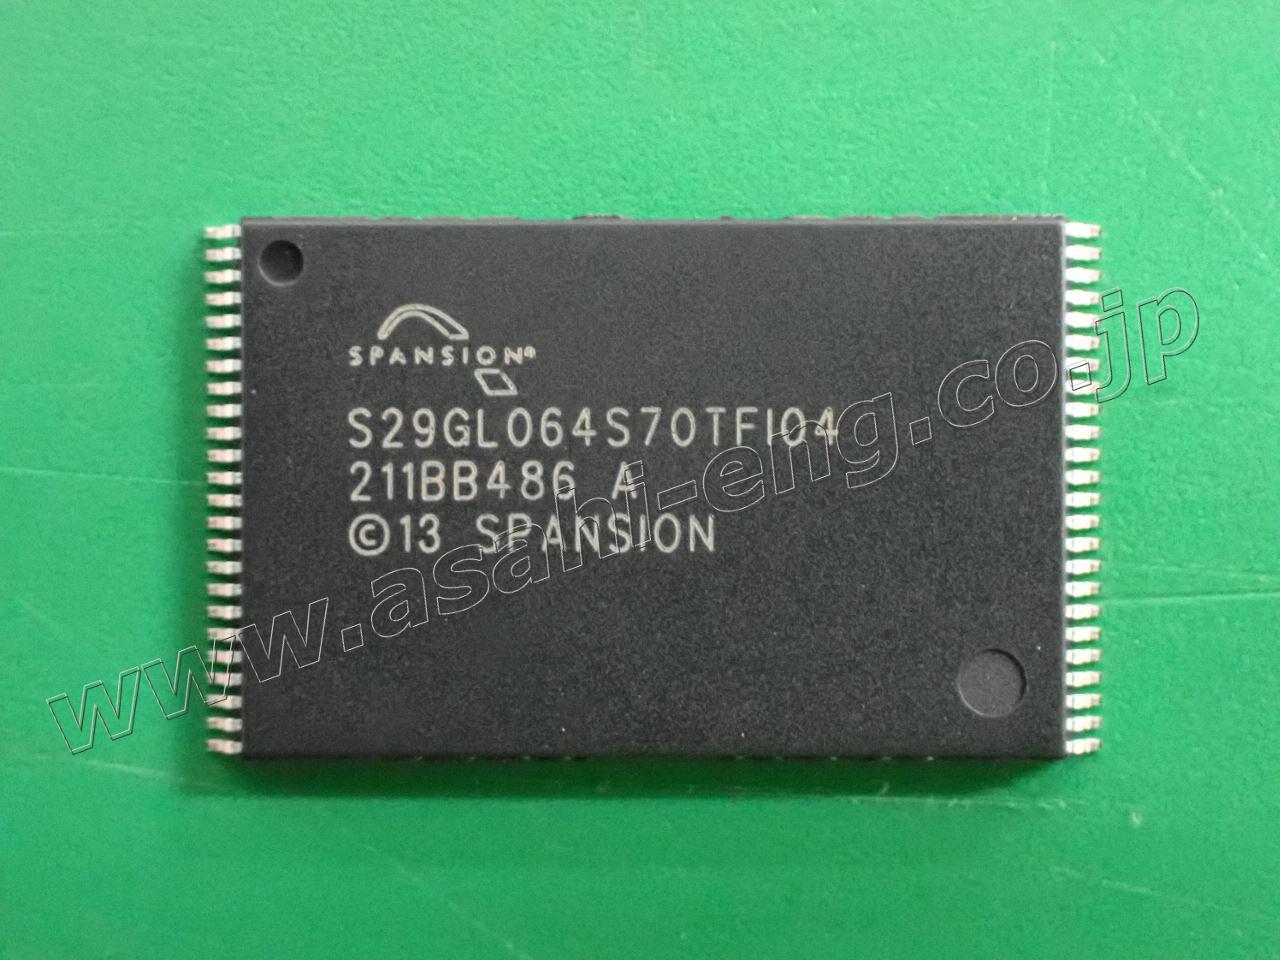 SPANSION®
S29GL064S70TFI04
211BB486 A
©13 SPANSION
www.asahi-eng.co.jp